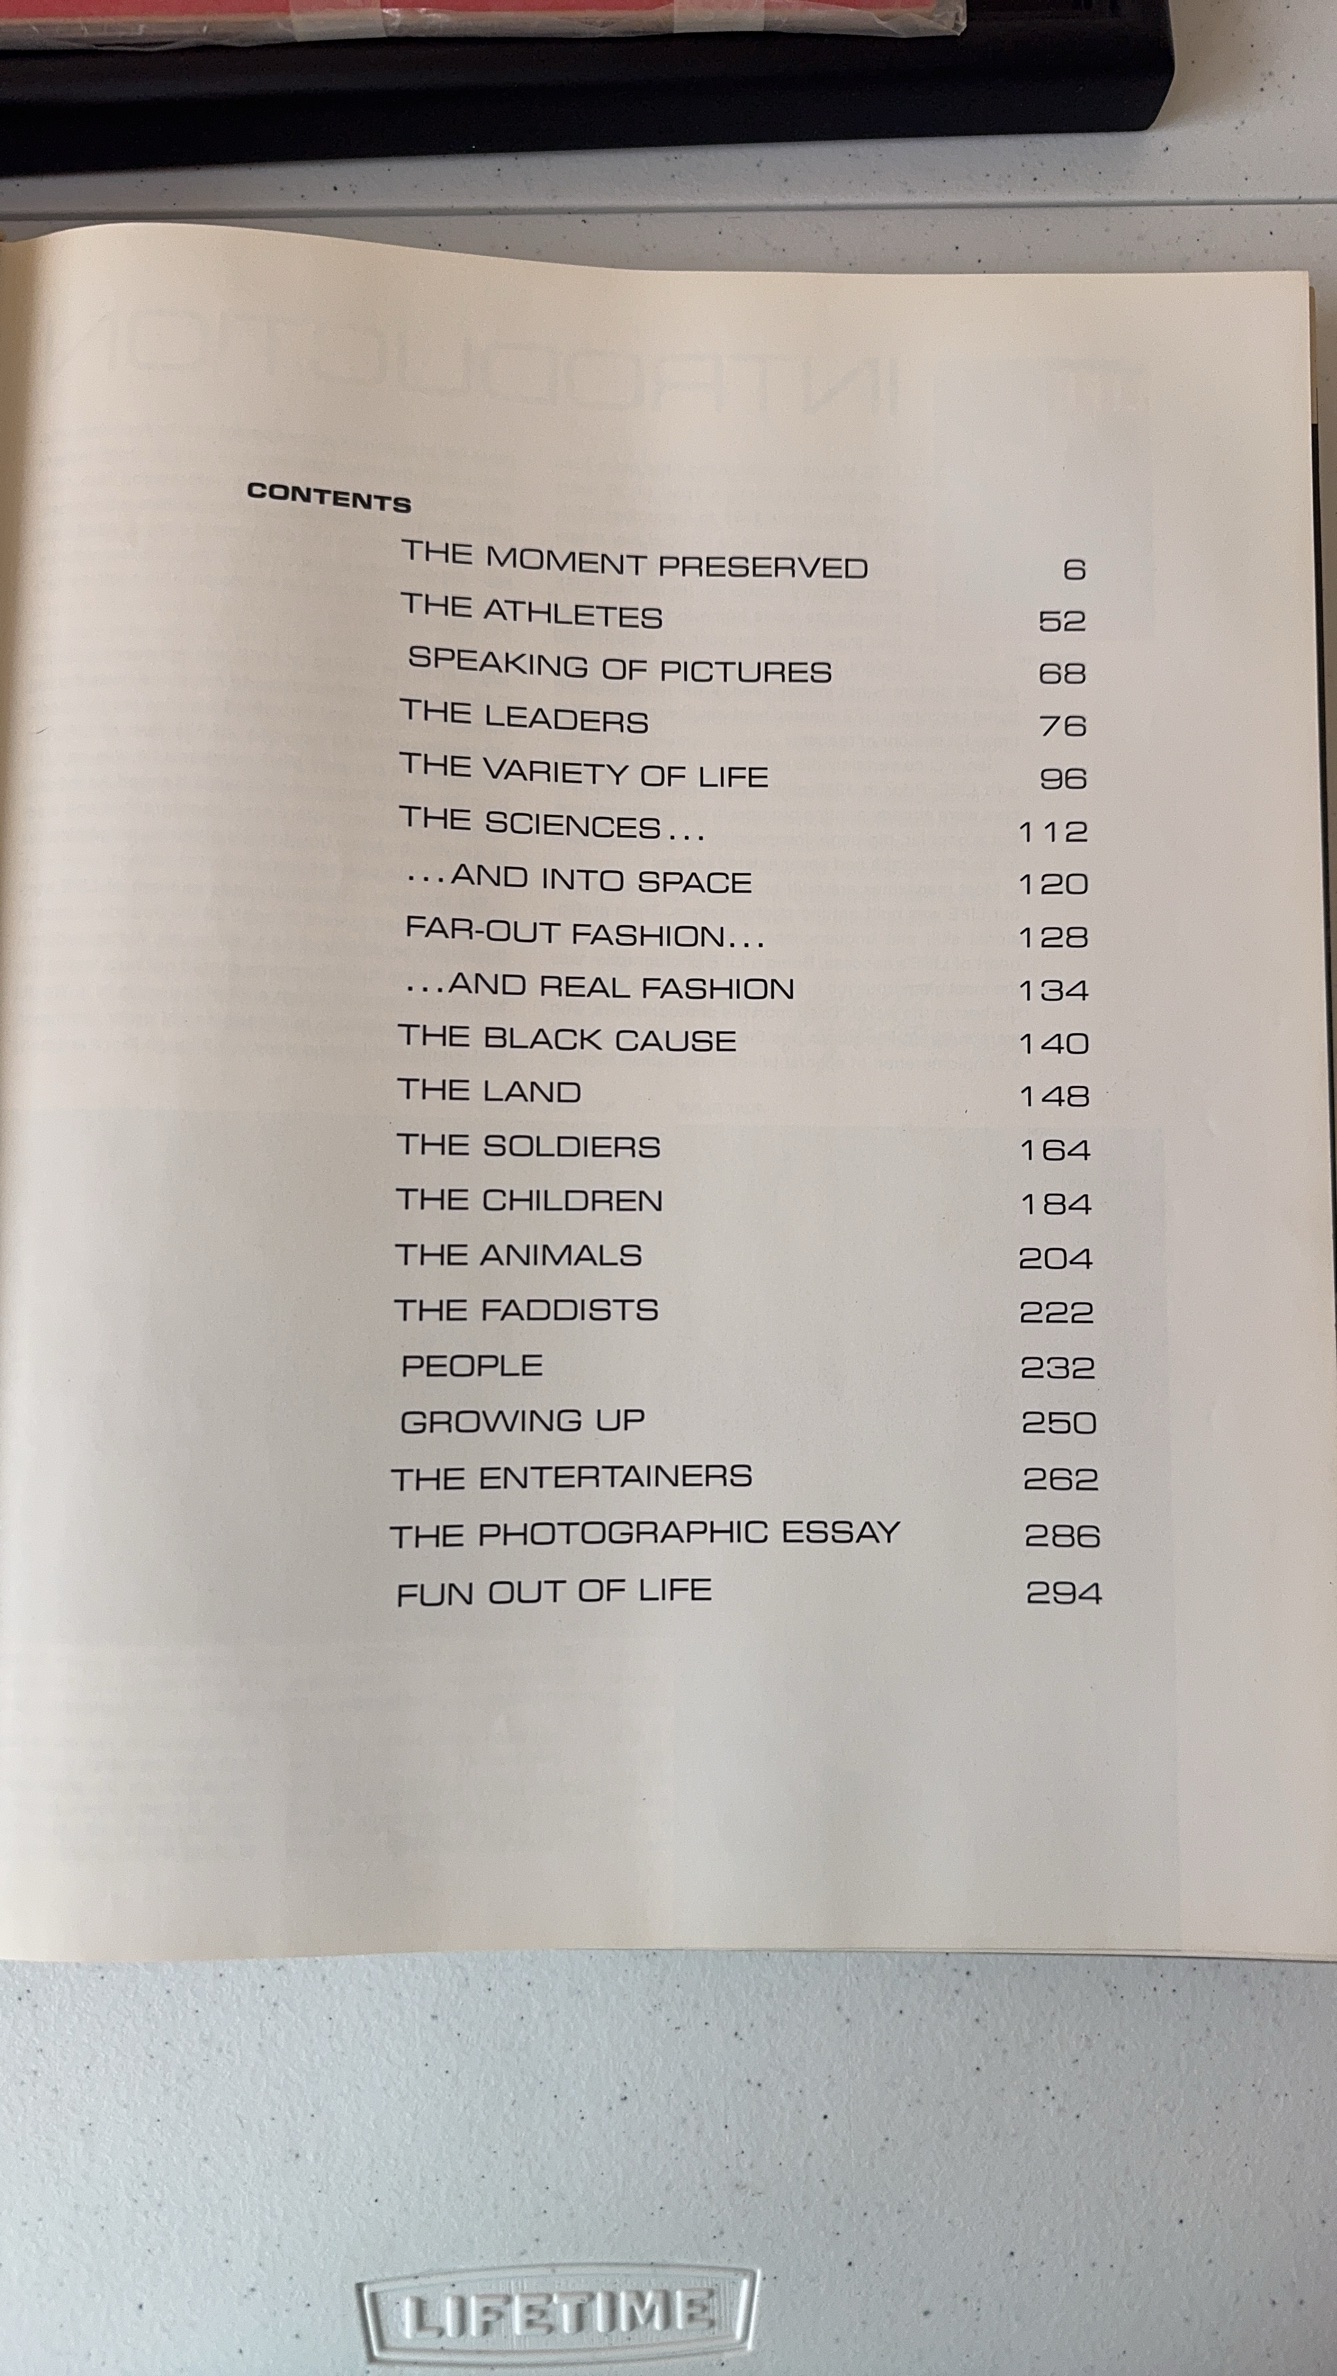 CONTENTS
THE MOMENT PRESERVED 6
THE ATHLETES 52
SPEAKING OF PICTURES 68
THE LEADERS 76
THE VARIETY OF LIFE 96
THE SCIENCES... 112
...AND INTO SPACE 120
FAR-OUT FASHION... 128
...AND REAL FASHION 134
THE BLACK CAUSE 140
THE LAND 148
THE SOLDIERS 164
THE CHILDREN 184
THE ANIMALS 204
THE FADDISTS 222
PEOPLE 232
GROWING UP 250
THE ENTERTAINERS 262
THE PHOTOGRAPHIC ESSAY 286
FUN OUT OF LIFE 294
LIFETIME